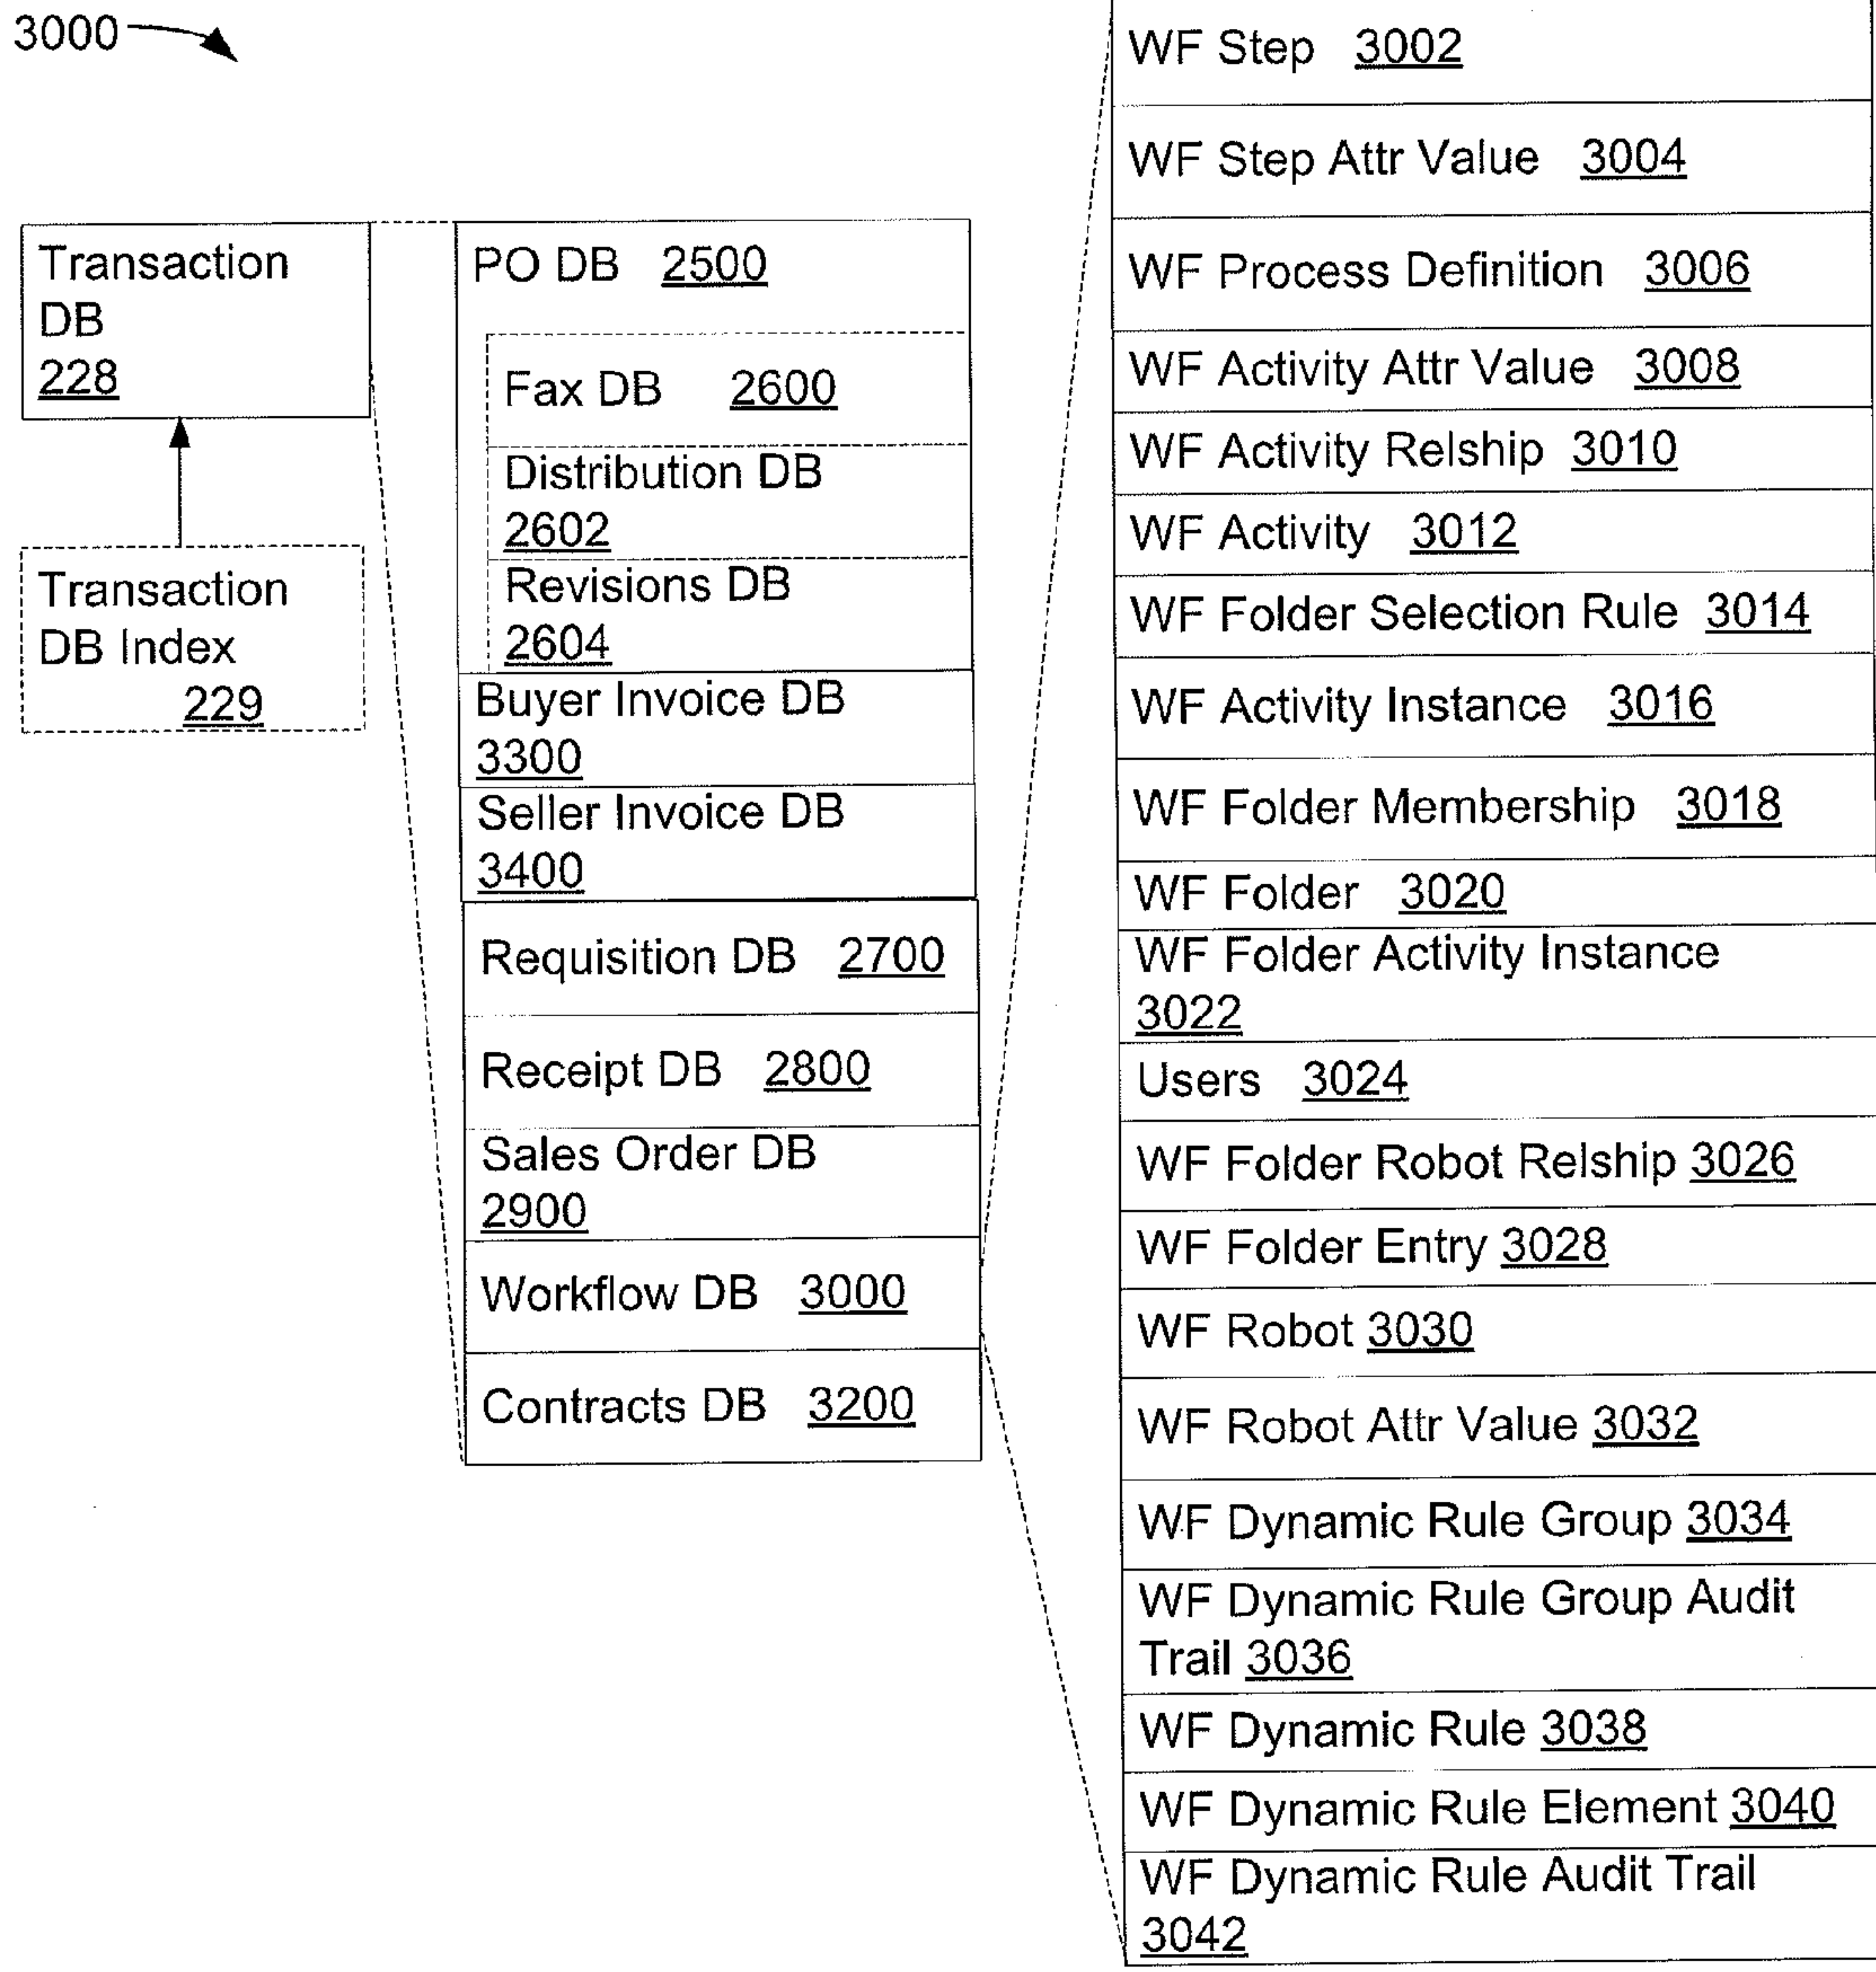 3000
Transaction
DB
228
Transaction
DB Index
229
PO DB 2500
Fax DB 2600
Distribution DB
2602
Revisions DB
2604
Buyer Invoice DB
3300
Seller Invoice DB
3400
Requisition DB 2700
Receipt DB 2800
Sales Order DB
2900
Workflow DB 3000
Contracts DB 3200
WF Step 3002
WF Step Attr Value 3004
WF Process Definition 3006
WF Activity Attr Value 3008
WF Activity Relship 3010
WF Activity 3012
WF Folder Selection Rule 3014
WF Activity Instance 3016
WF Folder Membership 3018
WF Folder 3020
WF Folder Activity Instance
3022
Users 3024
WF Folder Robot Relship 3026
WF Folder Entry 3028
WF Robot 3030
WF Robot Attr Value 3032
WF Dynamic Rule Group 3034
WF Dynamic Rule Group Audit
Trail 3036
WF Dynamic Rule 3038
WF Dynamic Rule Element 3040
WF Dynamic Rule Audit Trail
3042